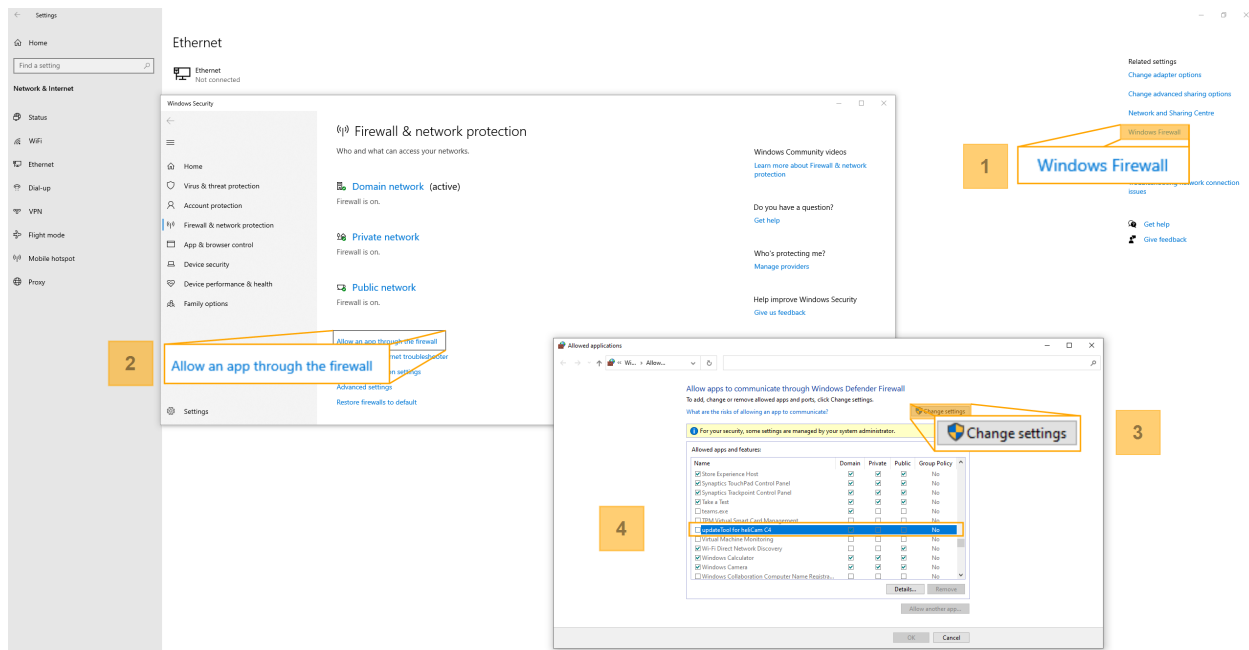 Settings
Home
Find a setting
Network & Internet
Status
WiFi
Ethernet
Dial-up
VPN
Flight mode
Mobile hotspot
Proxy
Ethernet
Ethernet
Not connected
Related settings
Change adapter options
Change advanced sharing options
Network and Sharing Centre
Windows Firewall
1
Windows Firewall
network connection
issues
Get help
Give feedback
Windows Security
Home
Virus & threat protection
Account protection
Firewall & network protection
App & browser control
Device security
Device performance & health
Family options
Settings
Firewall & network protection
Who and what can access your networks.
Domain network (active)
Firewall is on.
Private network
Firewall is on.
Public network
Firewall is on.
Allow an app through the firewall
2
Allow an app through the firewall
troubleshooter
settings
Advanced settings
Restore firewalls to default
Windows Community videos
Learn more about Firewall & network
protection
Do you have a question?
Get help
Who's protecting me?
Manage providers
Help improve Windows Security
Give us feedback
Allowed applications
« Wi... › Allow...
Allow apps to communicate through Windows Defender Firewall
To add, change or remove allowed apps and ports, click Change settings.
What are the risks of allowing an app to communicate?
Change settings
Change settings
3
For your security, some settings are managed by your system administrator.
Allowed apps and features:
Name Domain Private Public Group Policy
Store Experience Host No
Synaptics TouchPad Control Panel No
Synaptics Trackpoint Control Panel No
Take a Test No
teams.exe No
TPM Virtual Smart Card Management No
4
updateTool for heliCam C4 No
Virtual Machine Monitoring No
Wi-Fi Direct Network Discovery No
Windows Calculator No
Windows Camera No
Windows Collaboration Computer Name Registra... No
Details... Remove
Allow another app...
OK Cancel